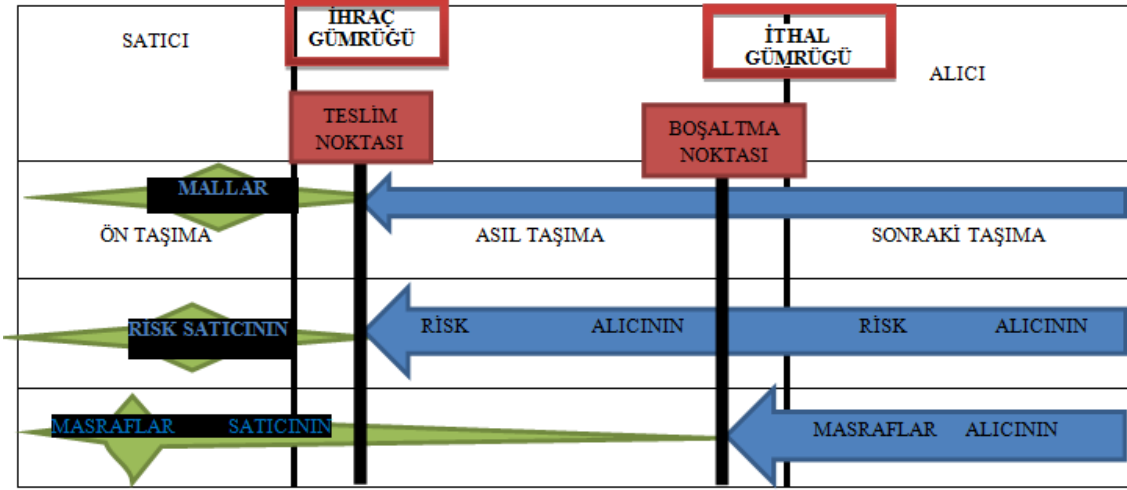 SATICI
İHRAÇ
GÜMRÜĞÜ
İTHAL
GÜMRÜĞÜ
ALICI
TESLİM
NOKTASI
BOŞALTMA
NOKTASI
MALLAR
ÖN TAŞIMA
ASIL TAŞIMA
SONRAKİ TAŞIMA
RİSK SATICININ
RİSK ALICININ
RİSK ALICININ
MASRAFLAR SATICININ
MASRAFLAR ALICININ